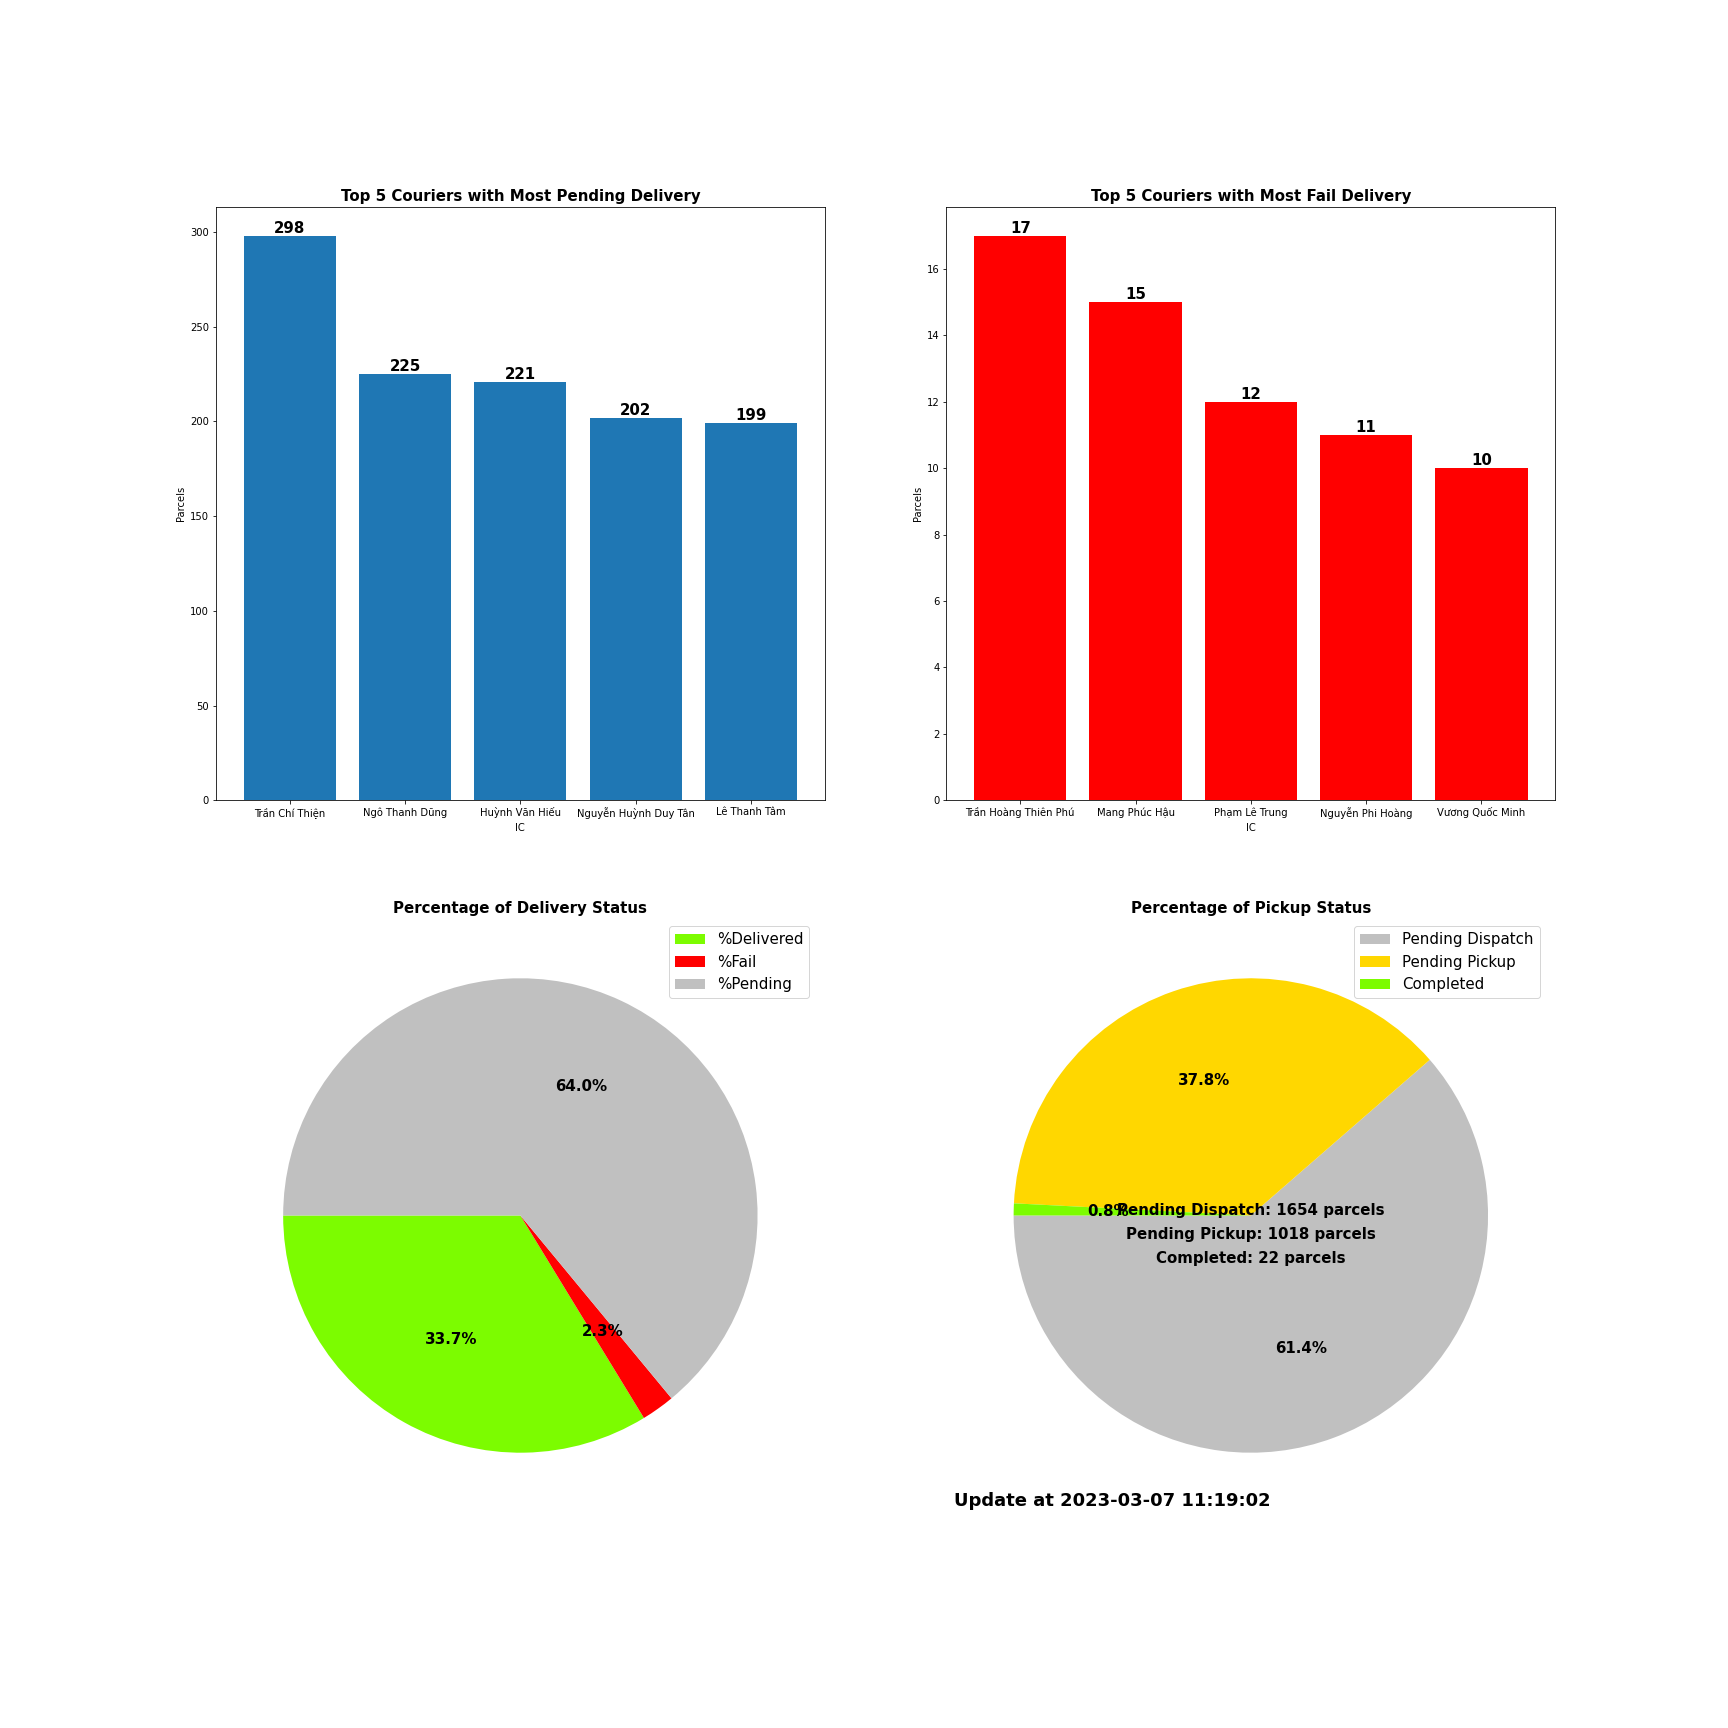 Top 5 Couriers with Most Pending Delivery
298
225
221
202
199
300
250
200
150
100
50
0
Parcels
Trần Chí Thiện
Ngô Thanh Dũng
Huỳnh Văn Hiếu
Nguyễn Huỳnh Duy Tân
Lê Thanh Tâm
IC
Top 5 Couriers with Most Fail Delivery
17
15
12
11
10
16
14
12
10
8
6
4
2
0
Parcels
Trần Hoàng Thiên Phú
Mang Phúc Hậu
Phạm Lê Trung
Nguyễn Phi Hoàng
Vương Quốc Minh
IC
Percentage of Delivery Status
%Delivered
%Fail
%Pending
64.0%
33.7%
2.3%
Percentage of Pickup Status
Pending Dispatch
Pending Pickup
Completed
37.8%
0.8%
Pending Dispatch: 1654 parcels
Pending Pickup: 1018 parcels
Completed: 22 parcels
61.4%
Update at 2023-03-07 11:19:02